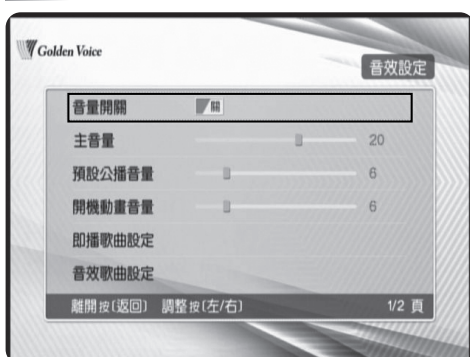 Golden Voice
音效設定
音量開關 關
主音量 20
預設公播音量 6
開機動畫音量 6
即播歌曲設定
音效歌曲設定
離開按(返回) 調整按(左/右) 1/2 頁